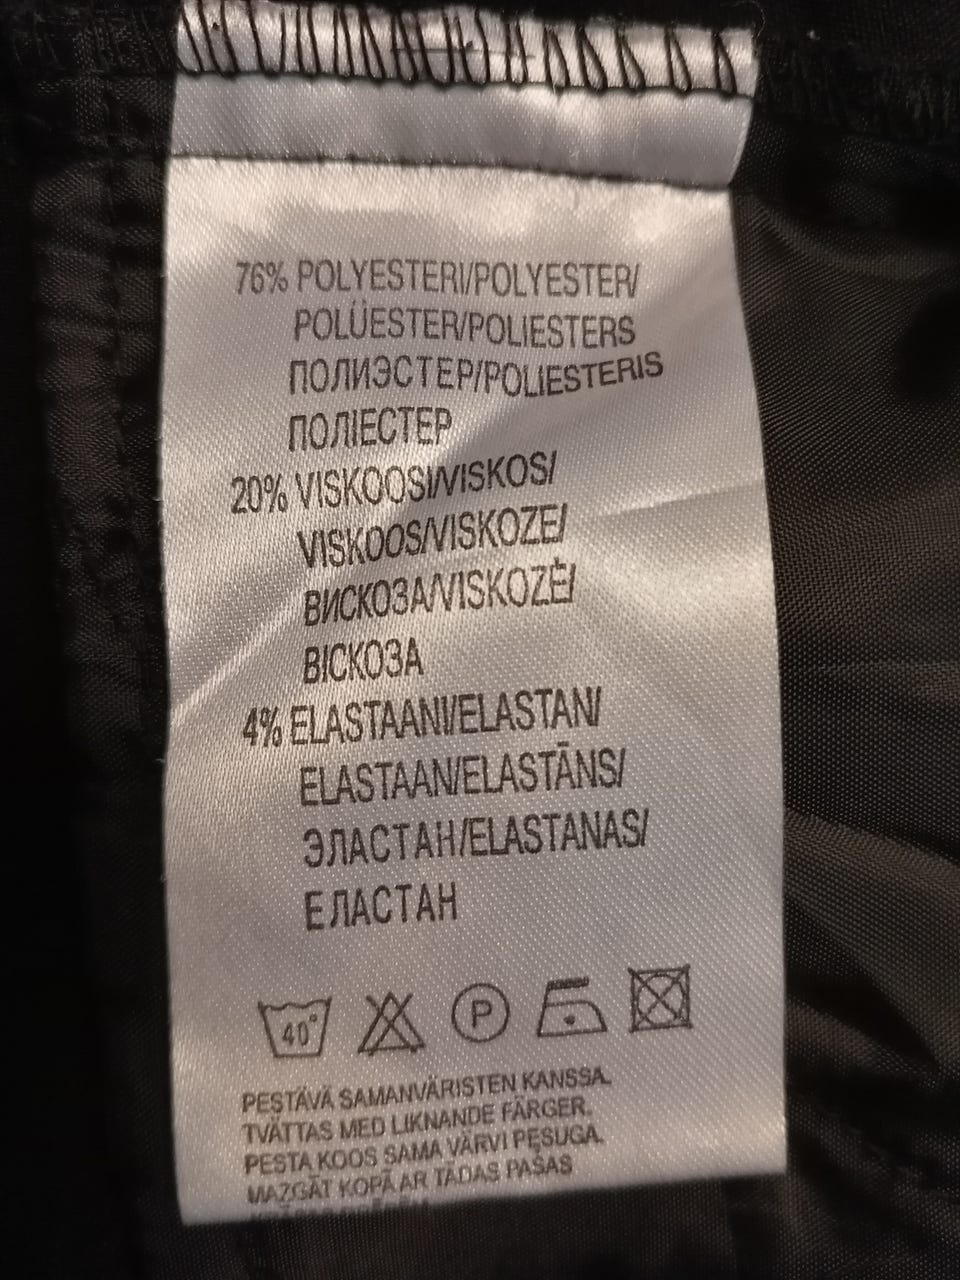 76% POLYESTERI/POLYESTER/
POLÜESTER/POLIESTERS
ПОЛИЭСТЕР/POLIESTERIS
ПОЛІЕСТЕР
20% VISKOOSI/VISKOS/
VISKOOS/VISKOZE/
ВИСКОЗА/VISKOZĖ/
ВІСКОЗА
4% ELASTAANI/ELASTAN/
ELASTAAN/ELASTĀNS/
ЭЛАСТАН/ELASTANAS/
ЕЛАСТАН
40°
P
PESTÄVÄ SAMANVÄRISTEN KANSSA.
TVÄTTAS MED LIKNANDE FÄRGER.
PESTA KOOS SAMA VÄRVI PESUGA.
MAZGĀT KOPĀ AR TĀDAS PAŠAS